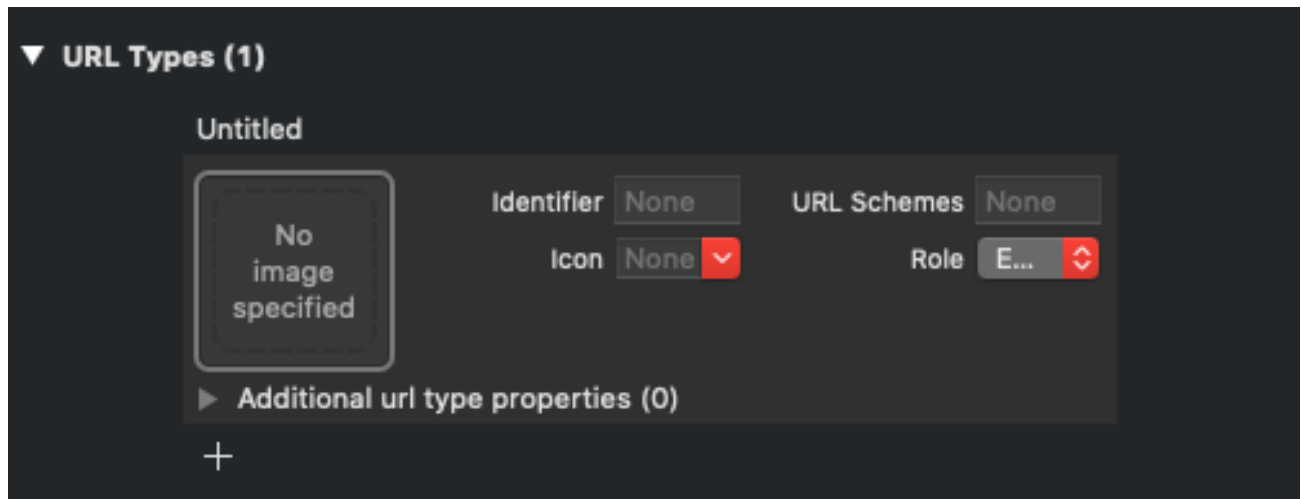 URL Types (1)
Untitled
No
image
specified
Identifier None
URL Schemes None
Icon None
Role E...
Additional url type properties (0)